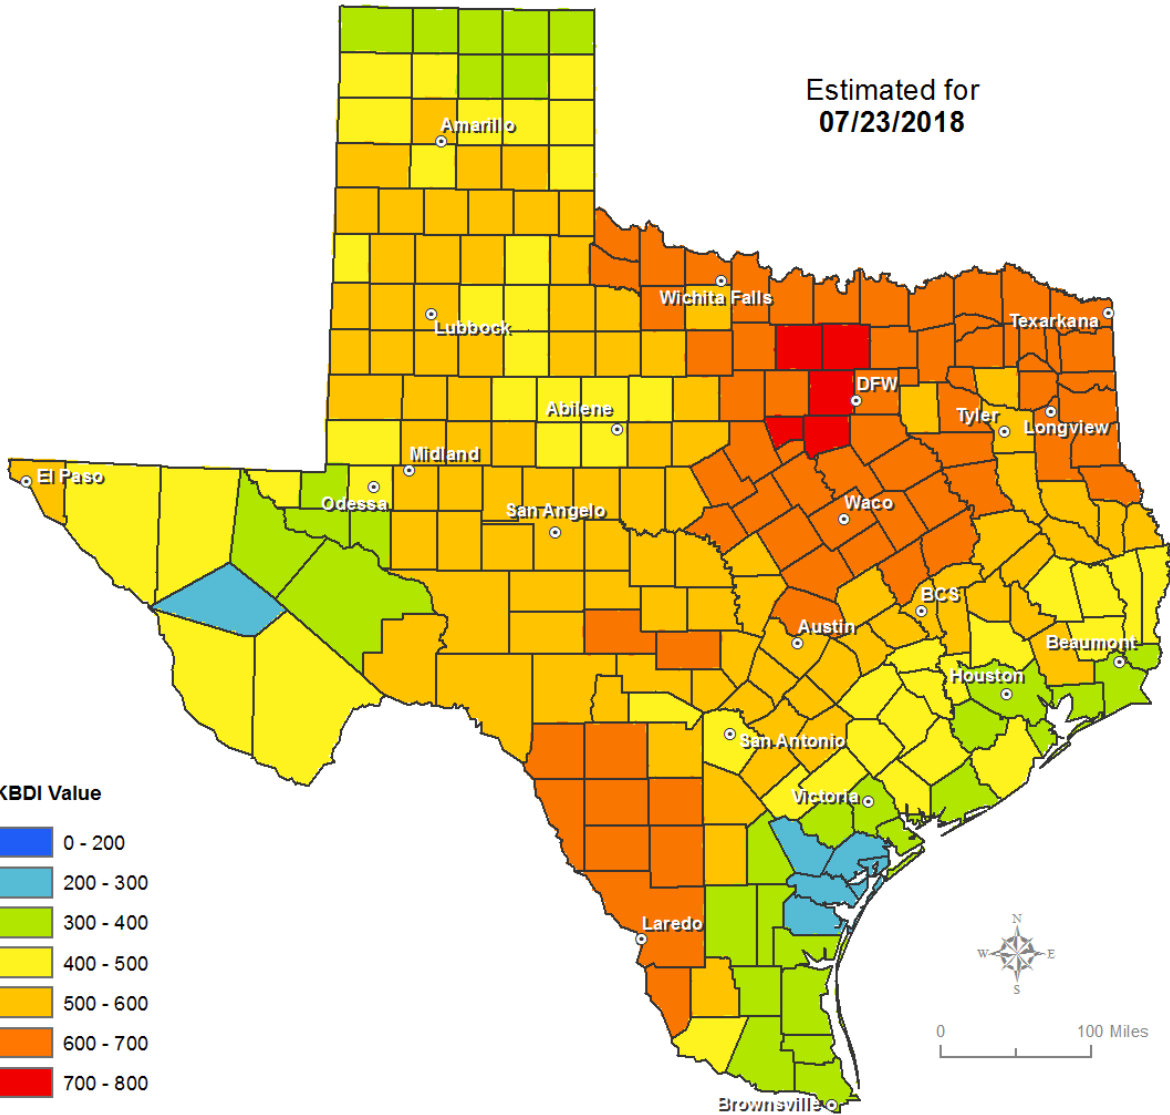 Estimated for
07/23/2018
Amarillo
Wichita Falls
Lubbock
Texarkana
DFW
Abilene
Tyler
Longview
Midland
El Paso
Odessa
San Angelo
Waco
BCS
Austin
Beaumont
Houston
San Antonio
Victoria
KBDI Value
0 - 200
200 - 300
300 - 400
400 - 500
500 - 600
600 - 700
700 - 800
Laredo
N
W
E
S
0
100 Miles
Brownsville